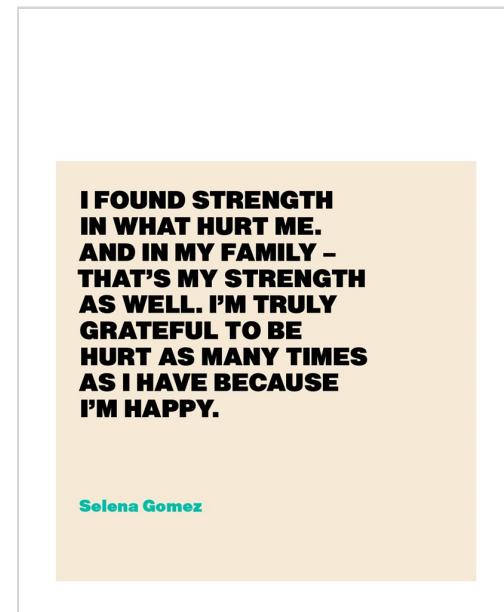 I FOUND STRENGTH
IN WHAT HURT ME.
AND IN MY FAMILY –
THAT'S MY STRENGTH
AS WELL. I'M TRULY
GRATEFUL TO BE
HURT AS MANY TIMES
AS I HAVE BECAUSE
I'M HAPPY.
Selena Gomez